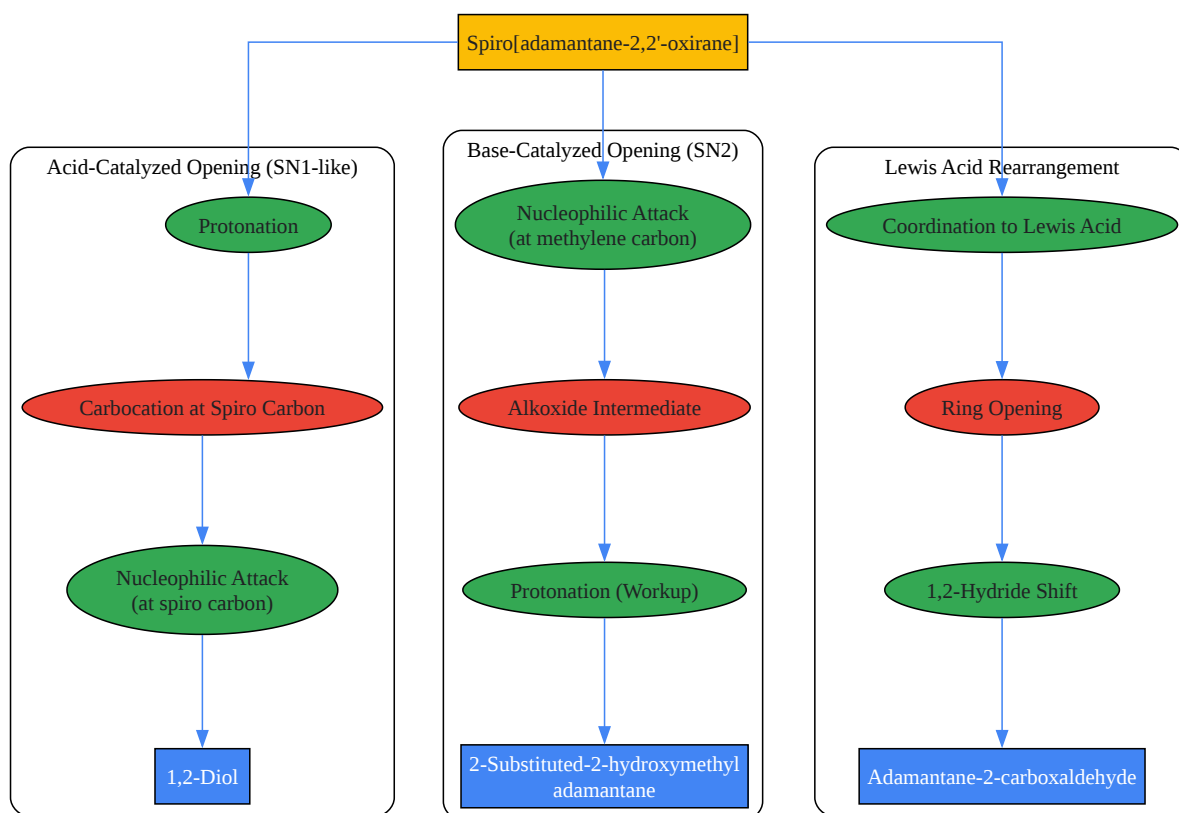 Spiro[adamantane-2,2'-oxirane]
Acid-Catalyzed Opening (SN1-like)
Protonation
Carbocation at Spiro Carbon
Nucleophilic Attack
(at spiro carbon)
1,2-Diol
Base-Catalyzed Opening (SN2)
Nucleophilic Attack
(at methylene carbon)
Alkoxide Intermediate
Protonation (Workup)
2-Substituted-2-hydroxymethyl
adamantane
Lewis Acid Rearrangement
Coordination to Lewis Acid
Ring Opening
1,2-Hydride Shift
Adamantane-2-carboxaldehyde